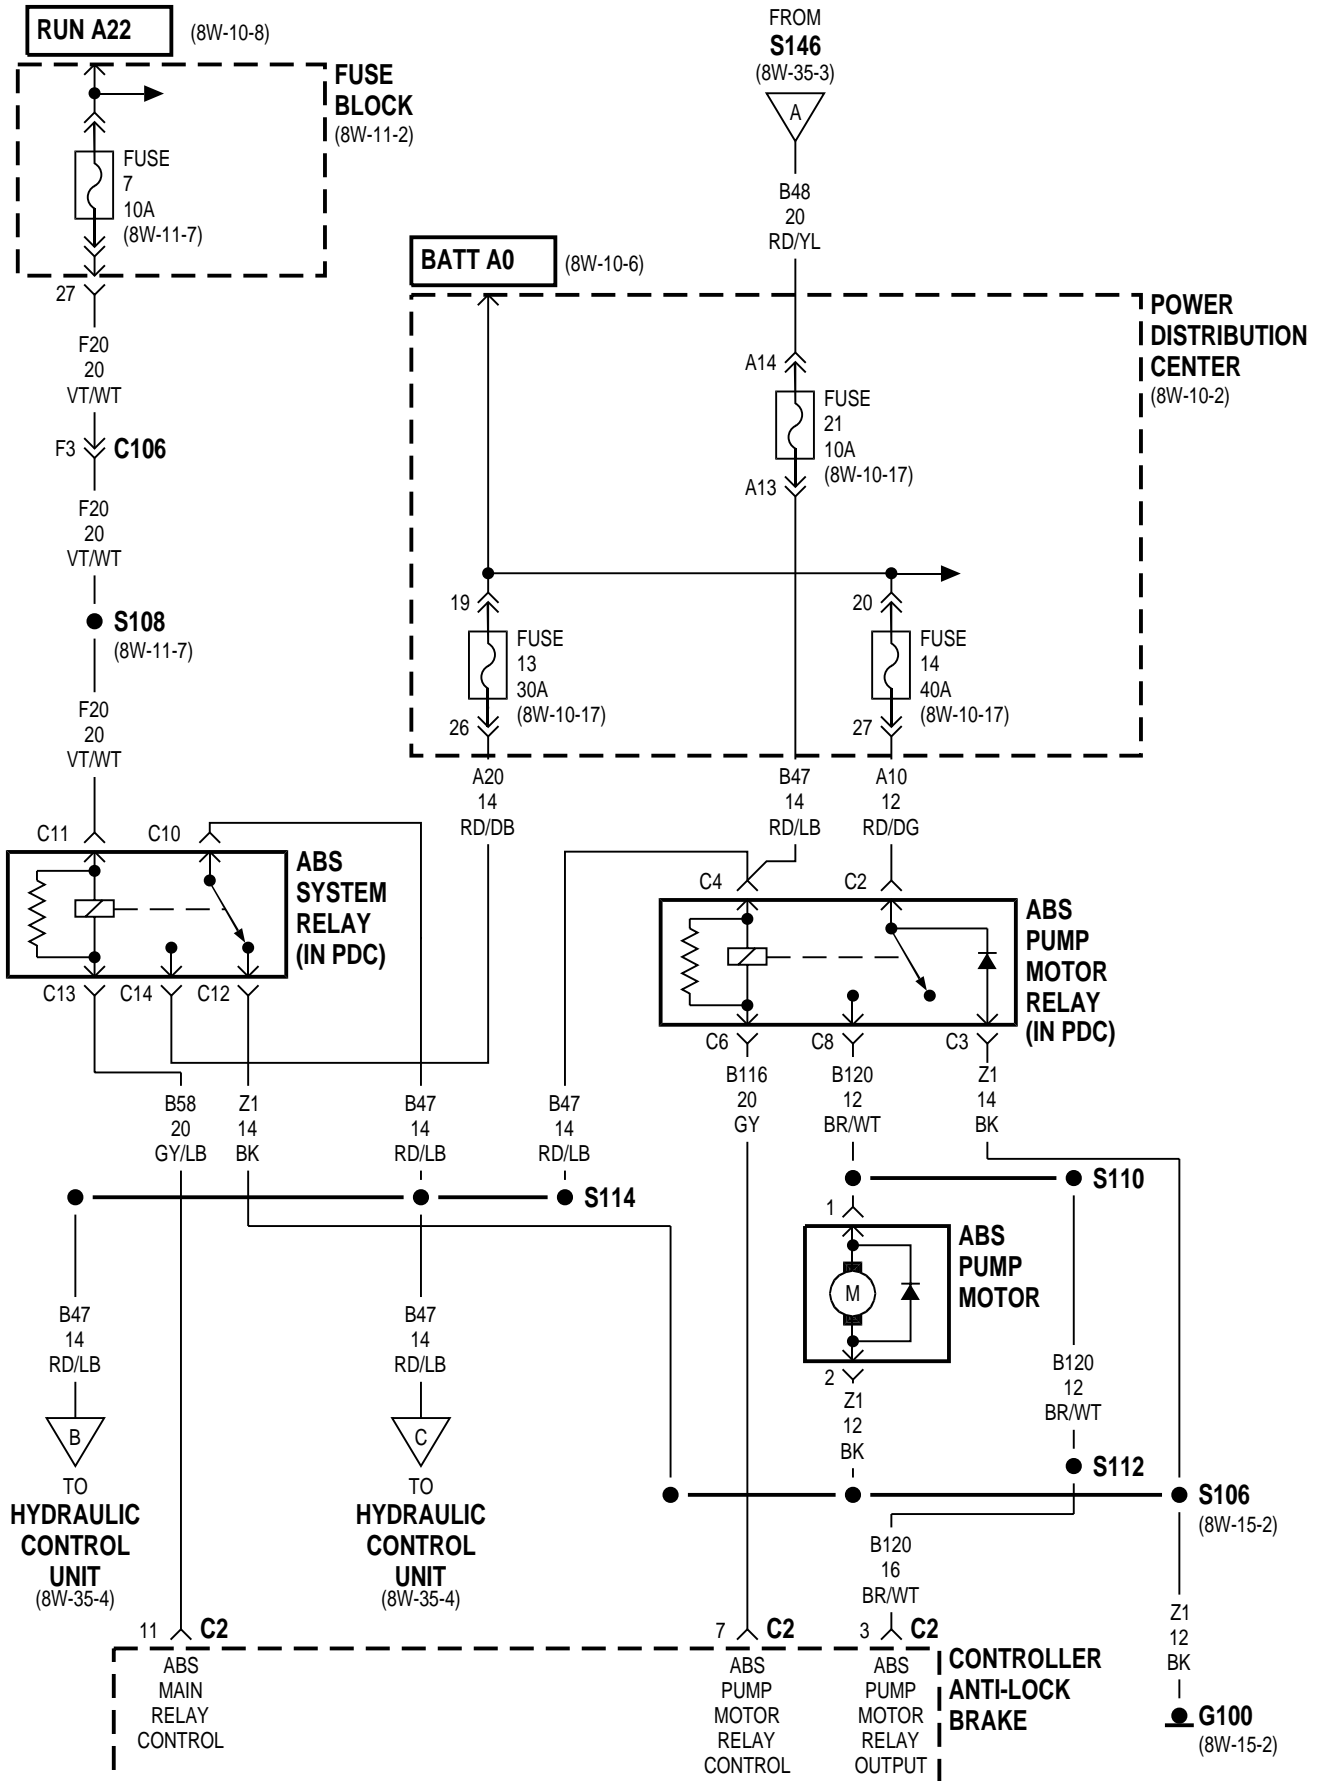 RUN A22
(8W-10-8)
FUSE
BLOCK
(8W-11-2)
FUSE
7
10A
(8W-11-7)
27
F20
20
VT/WT
F3
C106
F20
20
VT/WT
S108
(8W-11-7)
F20
20
VT/WT
FROM
S146
(8W-35-3)
A
B48
20
RD/YL
BATT A0
(8W-10-6)
POWER
DISTRIBUTION
CENTER
(8W-10-2)
A14
FUSE
21
10A
(8W-10-17)
A13
19
FUSE
13
30A
(8W-10-17)
26
20
FUSE
14
40A
(8W-10-17)
27
A20
14
RD/DB
B47
14
RD/LB
A10
12
RD/DG
C11
C10
ABS
SYSTEM
RELAY
(IN PDC)
C13
C14
C12
C4
C2
ABS
PUMP
MOTOR
RELAY
(IN PDC)
C6
C8
C3
B58
20
GY/LB
Z1
14
BK
B47
14
RD/LB
B47
14
RD/LB
B116
20
GY
B120
12
BR/WT
Z1
14
BK
S114
S110
1
ABS
PUMP
MOTOR
M
2
Z1
12
BK
B120
12
BR/WT
S112
S106
(8W-15-2)
B47
14
RD/LB
B
TO
HYDRAULIC
CONTROL
UNIT
(8W-35-4)
B47
14
RD/LB
C
TO
HYDRAULIC
CONTROL
UNIT
(8W-35-4)
B120
16
BR/WT
Z1
12
BK
G100
(8W-15-2)
11
C2
7
C2
3
C2
ABS
MAIN
RELAY
CONTROL
ABS
PUMP
MOTOR
RELAY
CONTROL
ABS
PUMP
MOTOR
RELAY
OUTPUT
CONTROLLER
ANTI-LOCK
BRAKE